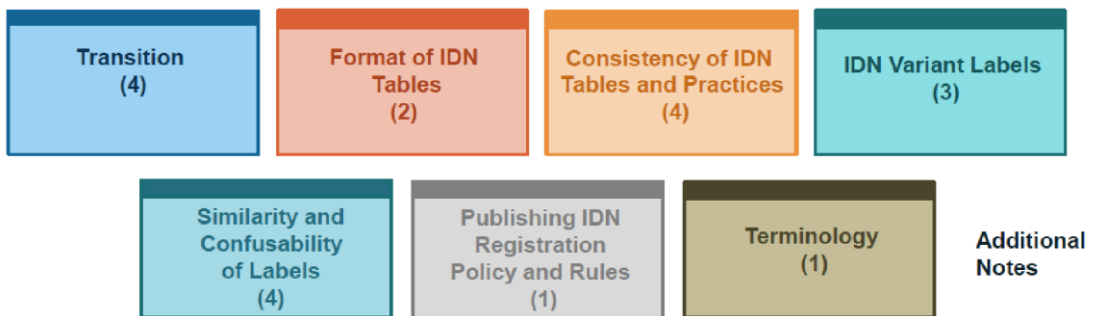 Transition
(4)
Format of IDN
Tables
(2)
Consistency of IDN
Tables and Practices
(4)
IDN Variant Labels
(3)
Similarity and
Confusability
of Labels
(4)
Publishing IDN
Registration
Policy and Rules
(1)
Terminology
(1)
Additional
Notes